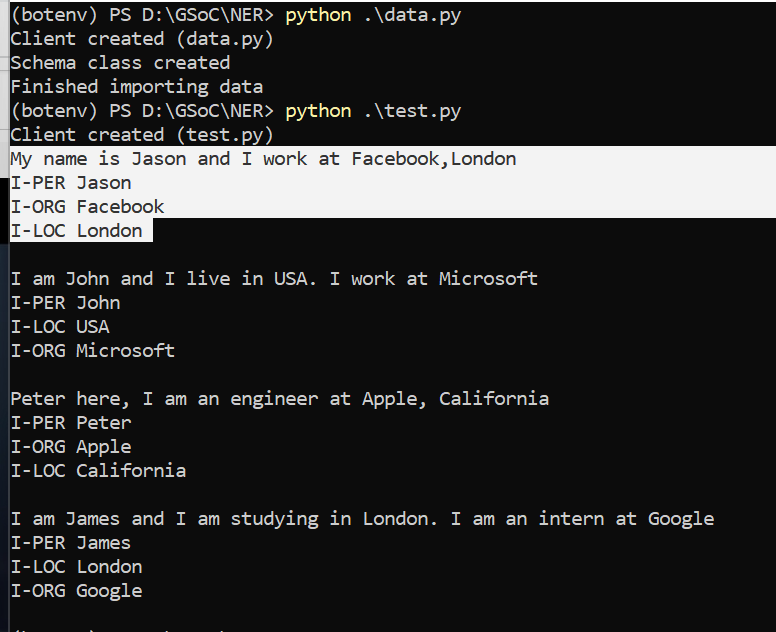 (botenv) PS D:\GSoC\NER> python .\data.py
Client created (data.py)
Schema class created
Finished importing data
(botenv) PS D:\GSoC\NER> python .\test.py
Client created (test.py)
My name is Jason and I work at Facebook,London
I-PER Jason
I-ORG Facebook
I-LOC London
I am John and I live in USA. I work at Microsoft
I-PER John
I-LOC USA
I-ORG Microsoft
Peter here, I am an engineer at Apple, California
I-PER Peter
I-ORG Apple
I-LOC California
I am James and I am studying in London. I am an intern at Google
I-PER James
I-LOC London
I-ORG Google